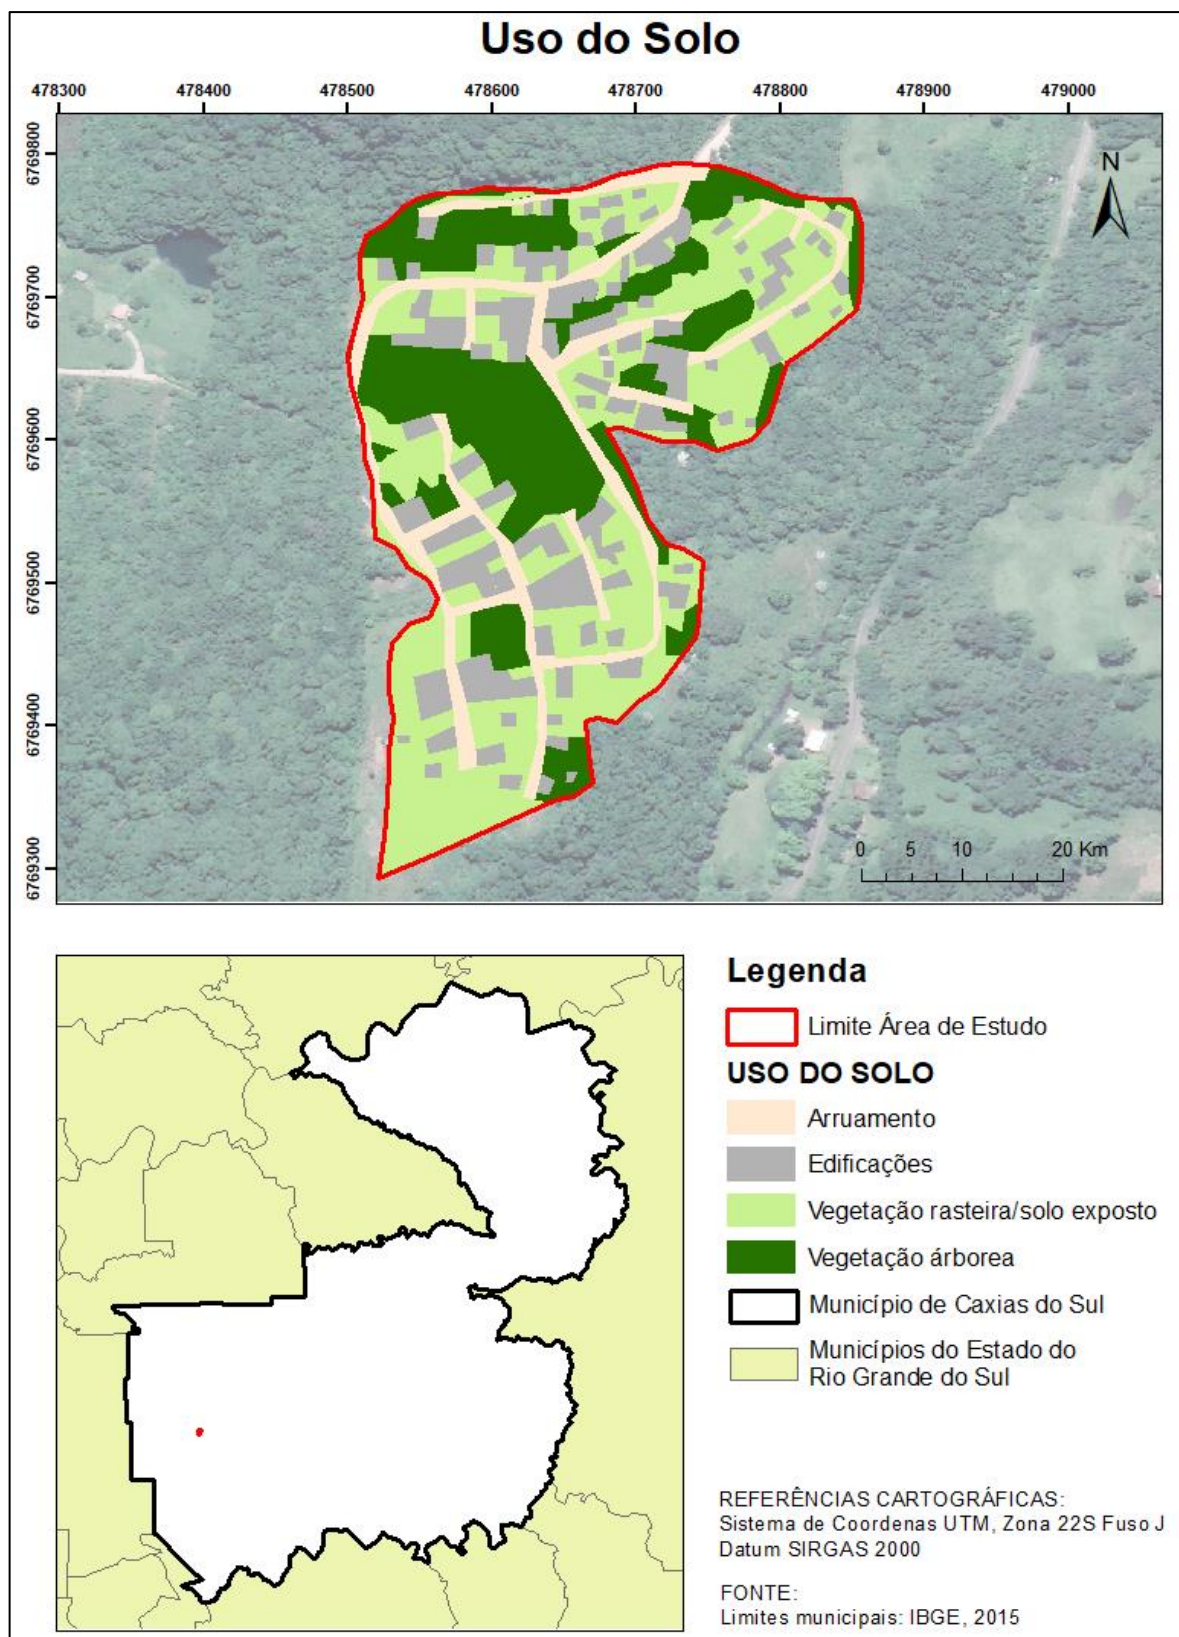 Uso do Solo
478300 478400 478500 478600 478700 478800 478900 479000
6769800
6769700
6769600
6769500
6769400
6769300
N
0 5 10 20 Km
Legenda
Limite Área de Estudo
USO DO SOLO
Arruamento
Edificações
Vegetação rasteira/solo exposto
Vegetação árborea
Município de Caxias do Sul
Municípios do Estado do
Rio Grande do Sul
REFERÊNCIAS CARTOGRÁFICAS:
Sistema de Coordenas UTM, Zona 22S Fuso J
Datum SIRGAS 2000
FONTE:
Limites municipais: IBGE, 2015